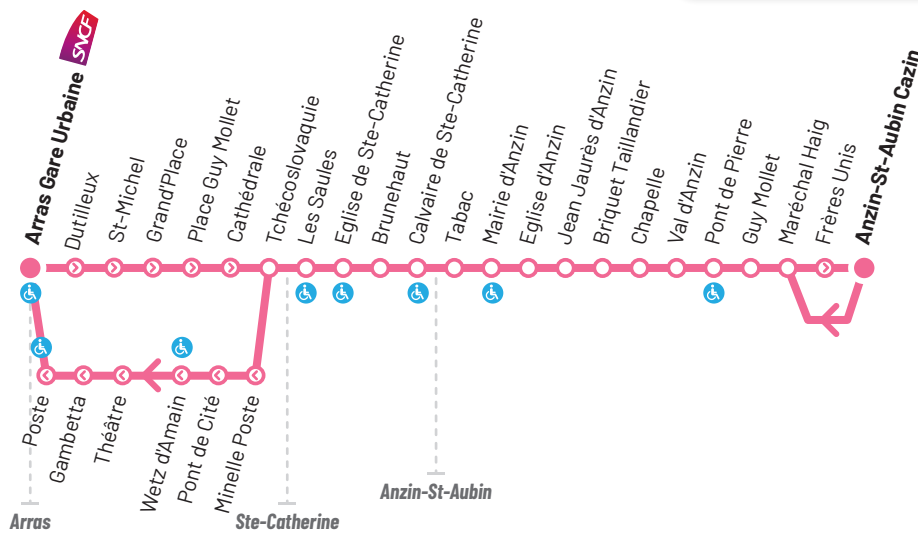 SNCF
Arras Gare Urbaine
Dutilleux
St-Michel
Grand'Place
Place Guy Mollet
Cathédrale
Tchécoslovaquie
Les Saules
Eglise de Ste-Catherine
Brunehaut
Calvaire de Ste-Catherine
Tabac
Mairie d'Anzin
Eglise d'Anzin
Jean Jaurès d'Anzin
Briquet Taillandier
Chapelle
Val d'Anzin
Pont de Pierre
Guy Mollet
Maréchal Haig
Frères Unis
Anzin-St-Aubin Cazin
Poste
Gambetta
Théâtre
Wetz d'Amain
Pont de Cité
Minelle Poste
Arras
Ste-Catherine
Anzin-St-Aubin